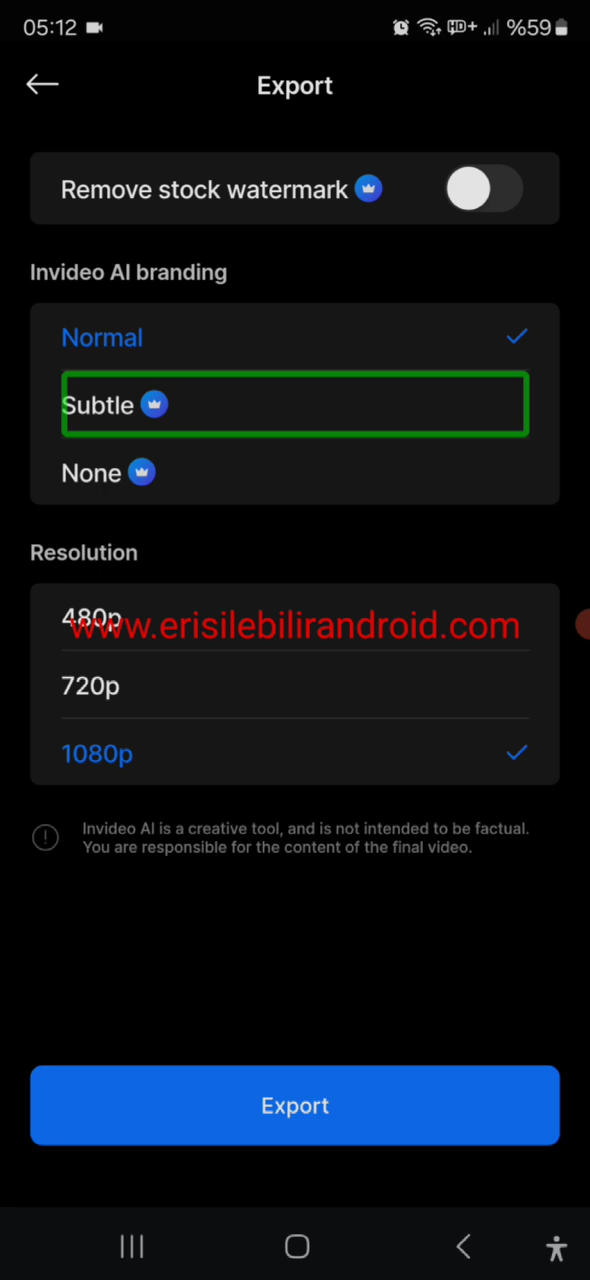 05:12 HD+ %59
Export
Remove stock watermark
Invideo AI branding
Normal
Subtle
None
Resolution
480p
www.erisilebilirandroid.com
720p
1080p
Invideo AI is a creative tool, and is not intended to be factual.
You are responsible for the content of the final video.
Export